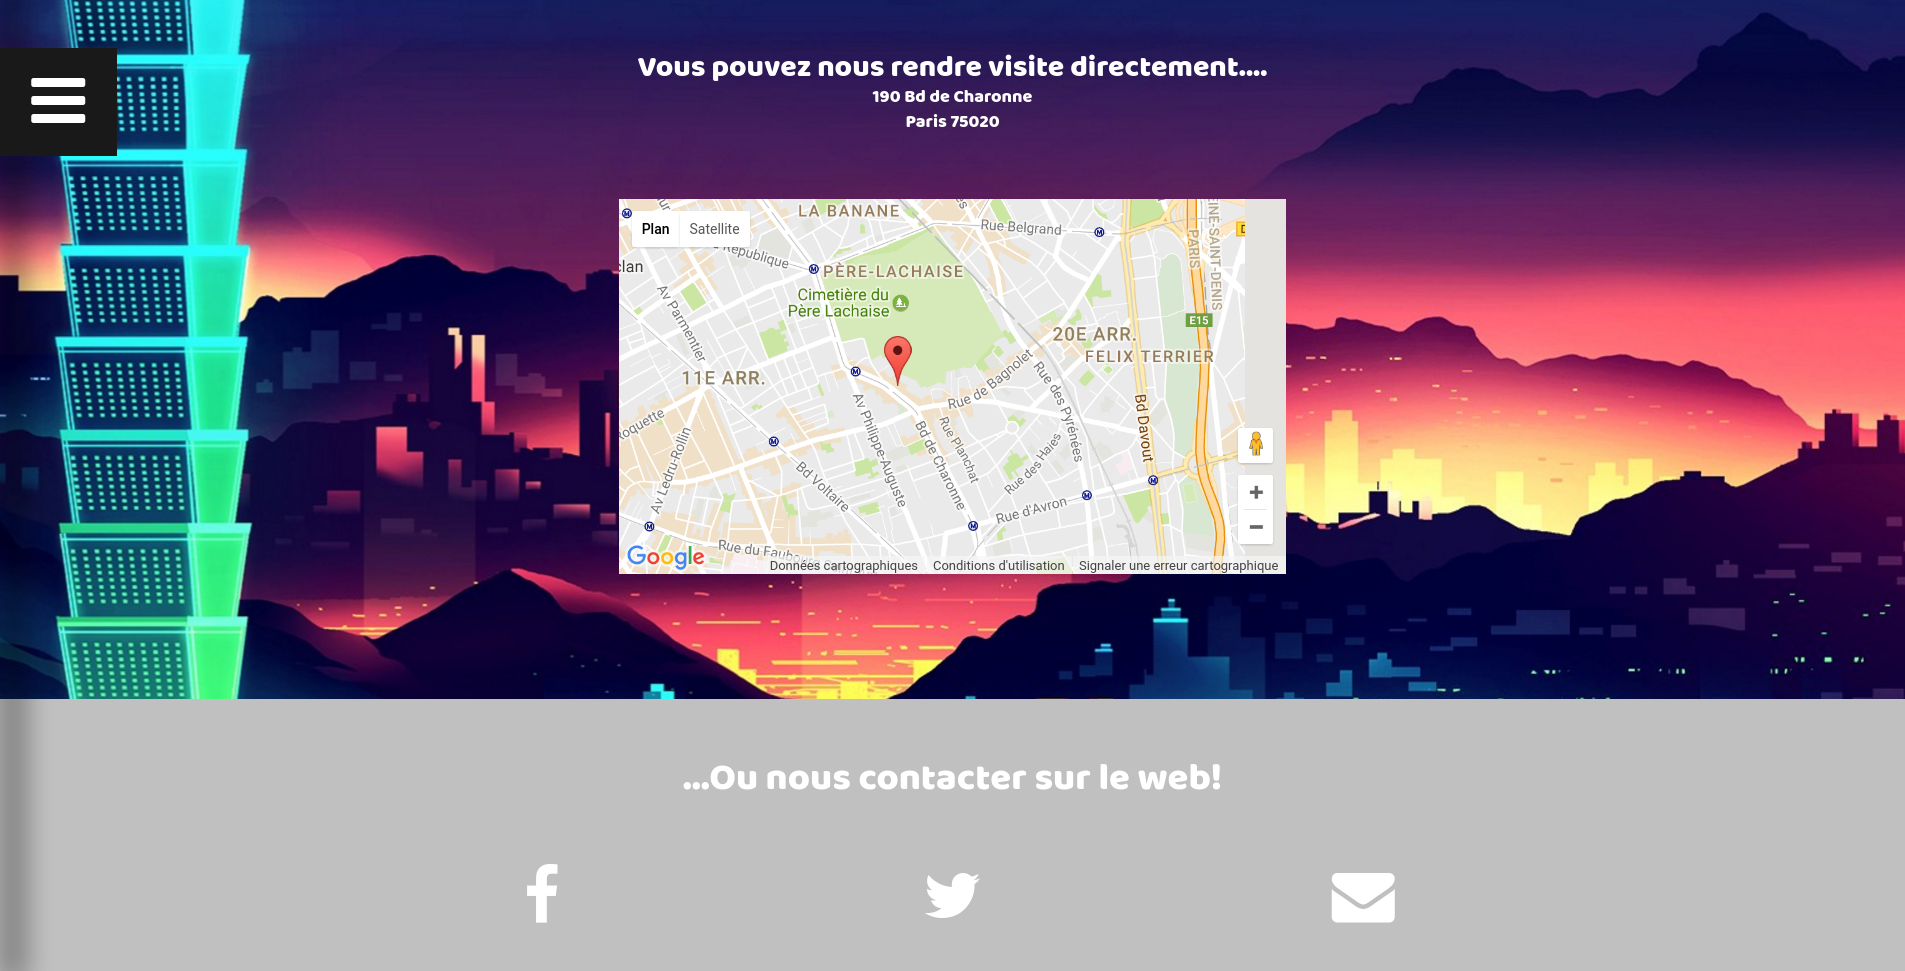 Vous pouvez nous rendre visite directement....
190 Bd de Charonne
Paris 75020
LA BANANE
Plan
Satellite
Rue Belgrand
République
clan
PÈRE-LACHAISE
PARIS
EINE-SAINT-DENIS
Cimetière du
Père Lachaise
Av Parmentier
E15
20E ARR.
FELIX TERRIER
11E ARR.
Rue de Bagnolet
Rue des Pyrénées
Bd Davout
Roquette
Av Philippe-Auguste
Bd de Charonne
Rue Planchat
Rue des Haies
Av Ledru-Rollin
Bd Voltaire
Rue d'Avron
Google
Rue du Faubou
Données cartographiques
Conditions d'utilisation
Signaler une erreur cartographique
...Ou nous contacter sur le web!